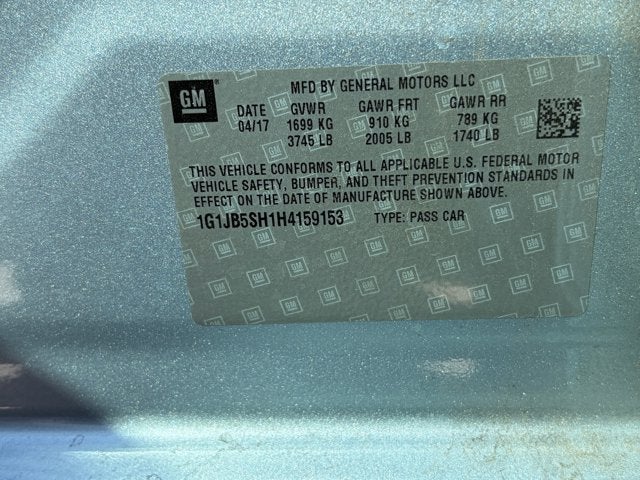 GM
MFD BY GENERAL MOTORS LLC
DATE GVWR GAWR FRT GAWR RR
04/17 1699 KG 910 KG 789 KG
3745 LB 2005 LB 1740 LB
THIS VEHICLE CONFORMS TO ALL APPLICABLE U.S. FEDERAL MOTOR
VEHICLE SAFETY, BUMPER, AND THEFT PREVENTION STANDARDS IN
EFFECT ON THE DATE OF MANUFACTURE SHOWN ABOVE.
1G1JB5SH1H4159153 TYPE: PASS CAR